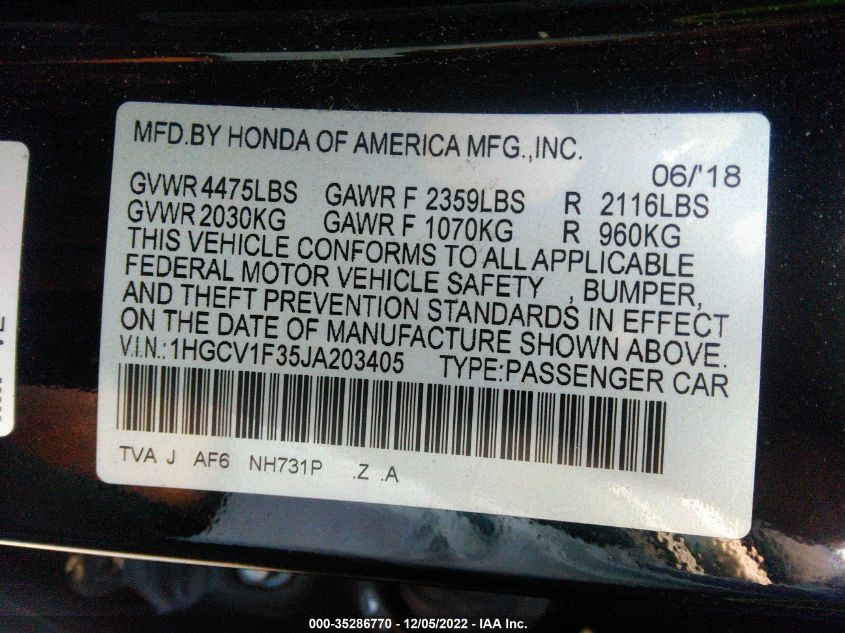 MFD.BY HONDA OF AMERICA MFG.,INC.
06/'18
GVWR 4475LBS GAWR F 2359LBS R 2116LBS
GVWR 2030KG GAWR F 1070KG R 960KG
THIS VEHICLE CONFORMS TO ALL APPLICABLE
FEDERAL MOTOR VEHICLE SAFETY , BUMPER,
AND THEFT PREVENTION STANDARDS IN EFFECT
ON THE DATE OF MANUFACTURE SHOWN ABOVE.
V.I.N.:1HGCV1F35JA203405 TYPE:PASSENGER CAR
TVA J AF6 NH731P .Z .A
000-35286770 - 12/05/2022 - IAA Inc.